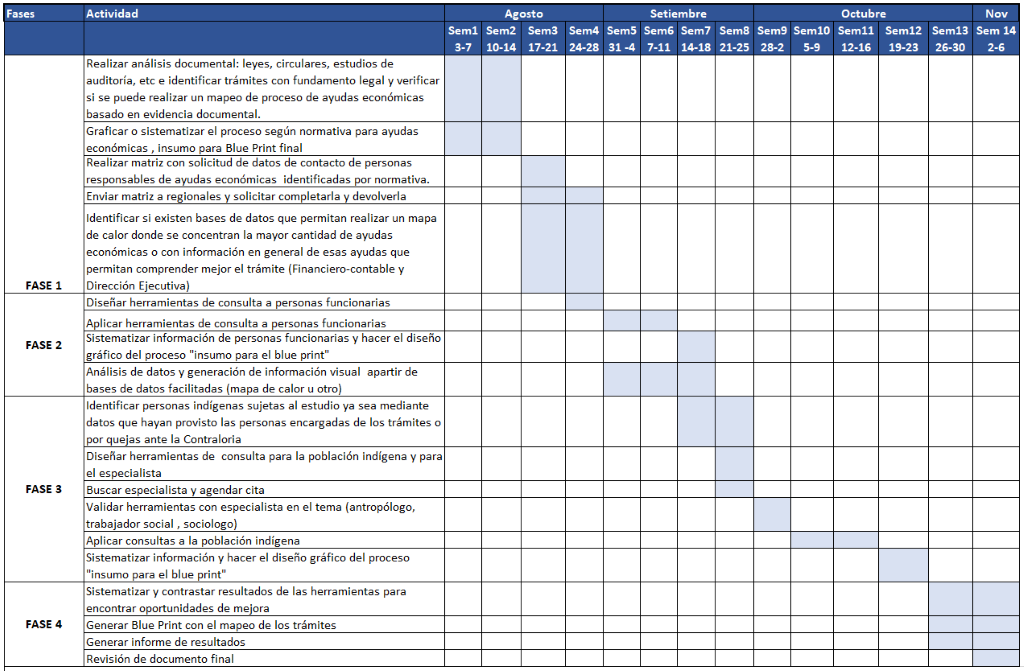 Fases Actividad Agosto Setiembre Octubre Nov
Sem1 Sem2 Sem3 Sem4 Sem5 Sem6 Sem7 Sem8 Sem9 Sem10 Sem11 Sem12 Sem13 Sem 14
3-7 10-14 17-21 24-28 31 -4 7-11 14-18 21-25 28-2 5-9 12-16 19-23 26-30 2-6
Realizar análisis documental: leyes, circulares, estudios de
auditoría, etc e identificar trámites con fundamento legal y verificar
si se puede realizar un mapeo de proceso de ayudas económicas
basado en evidencia documental.
Graficar o sistematizar el proceso según normativa para ayudas
económicas , insumo para Blue Print final
Realizar matriz con solicitud de datos de contacto de personas
responsables de ayudas económicas identificadas por normativa.
Enviar matriz a regionales y solicitar completarla y devolverla
Identificar si existen bases de datos que permitan realizar un mapa
de calor donde se concentran la mayor cantidad de ayudas
económicas o con información en general de esas ayudas que
permitan comprender mejor el trámite (Financiero-contable y
FASE 1 Dirección Ejecutiva)
Diseñar herramientas de consulta a personas funcionarias
Aplicar herramientas de consulta a personas funcionarias
FASE 2
Sistematizar información de personas funcionarias y hacer el diseño
gráfico del proceso "insumo para el blue print"
Análisis de datos y generación de información visual apartir de
bases de datos facilitadas (mapa de calor u otro)
Identificar personas indígenas sujetas al estudio ya sea mediante
datos que hayan provisto las personas encargadas de los trámites o
por quejas ante la Contraloria
Diseñar herramientas de consulta para la población indígena y para
el especialista
FASE 3 Buscar especialista y agendar cita
Validar herramientas con especialista en el tema (antropólogo,
trabajador social , sociologo)
Aplicar consultas a la población indígena
Sistematizar información y hacer el diseño gráfico del proceso
"insumo para el blue print"
Sistematizar y contrastar resultados de las herramientas para
encontrar oportunidades de mejora
FASE 4 Generar Blue Print con el mapeo de los trámites
Generar informe de resultados
Revisión de documento final